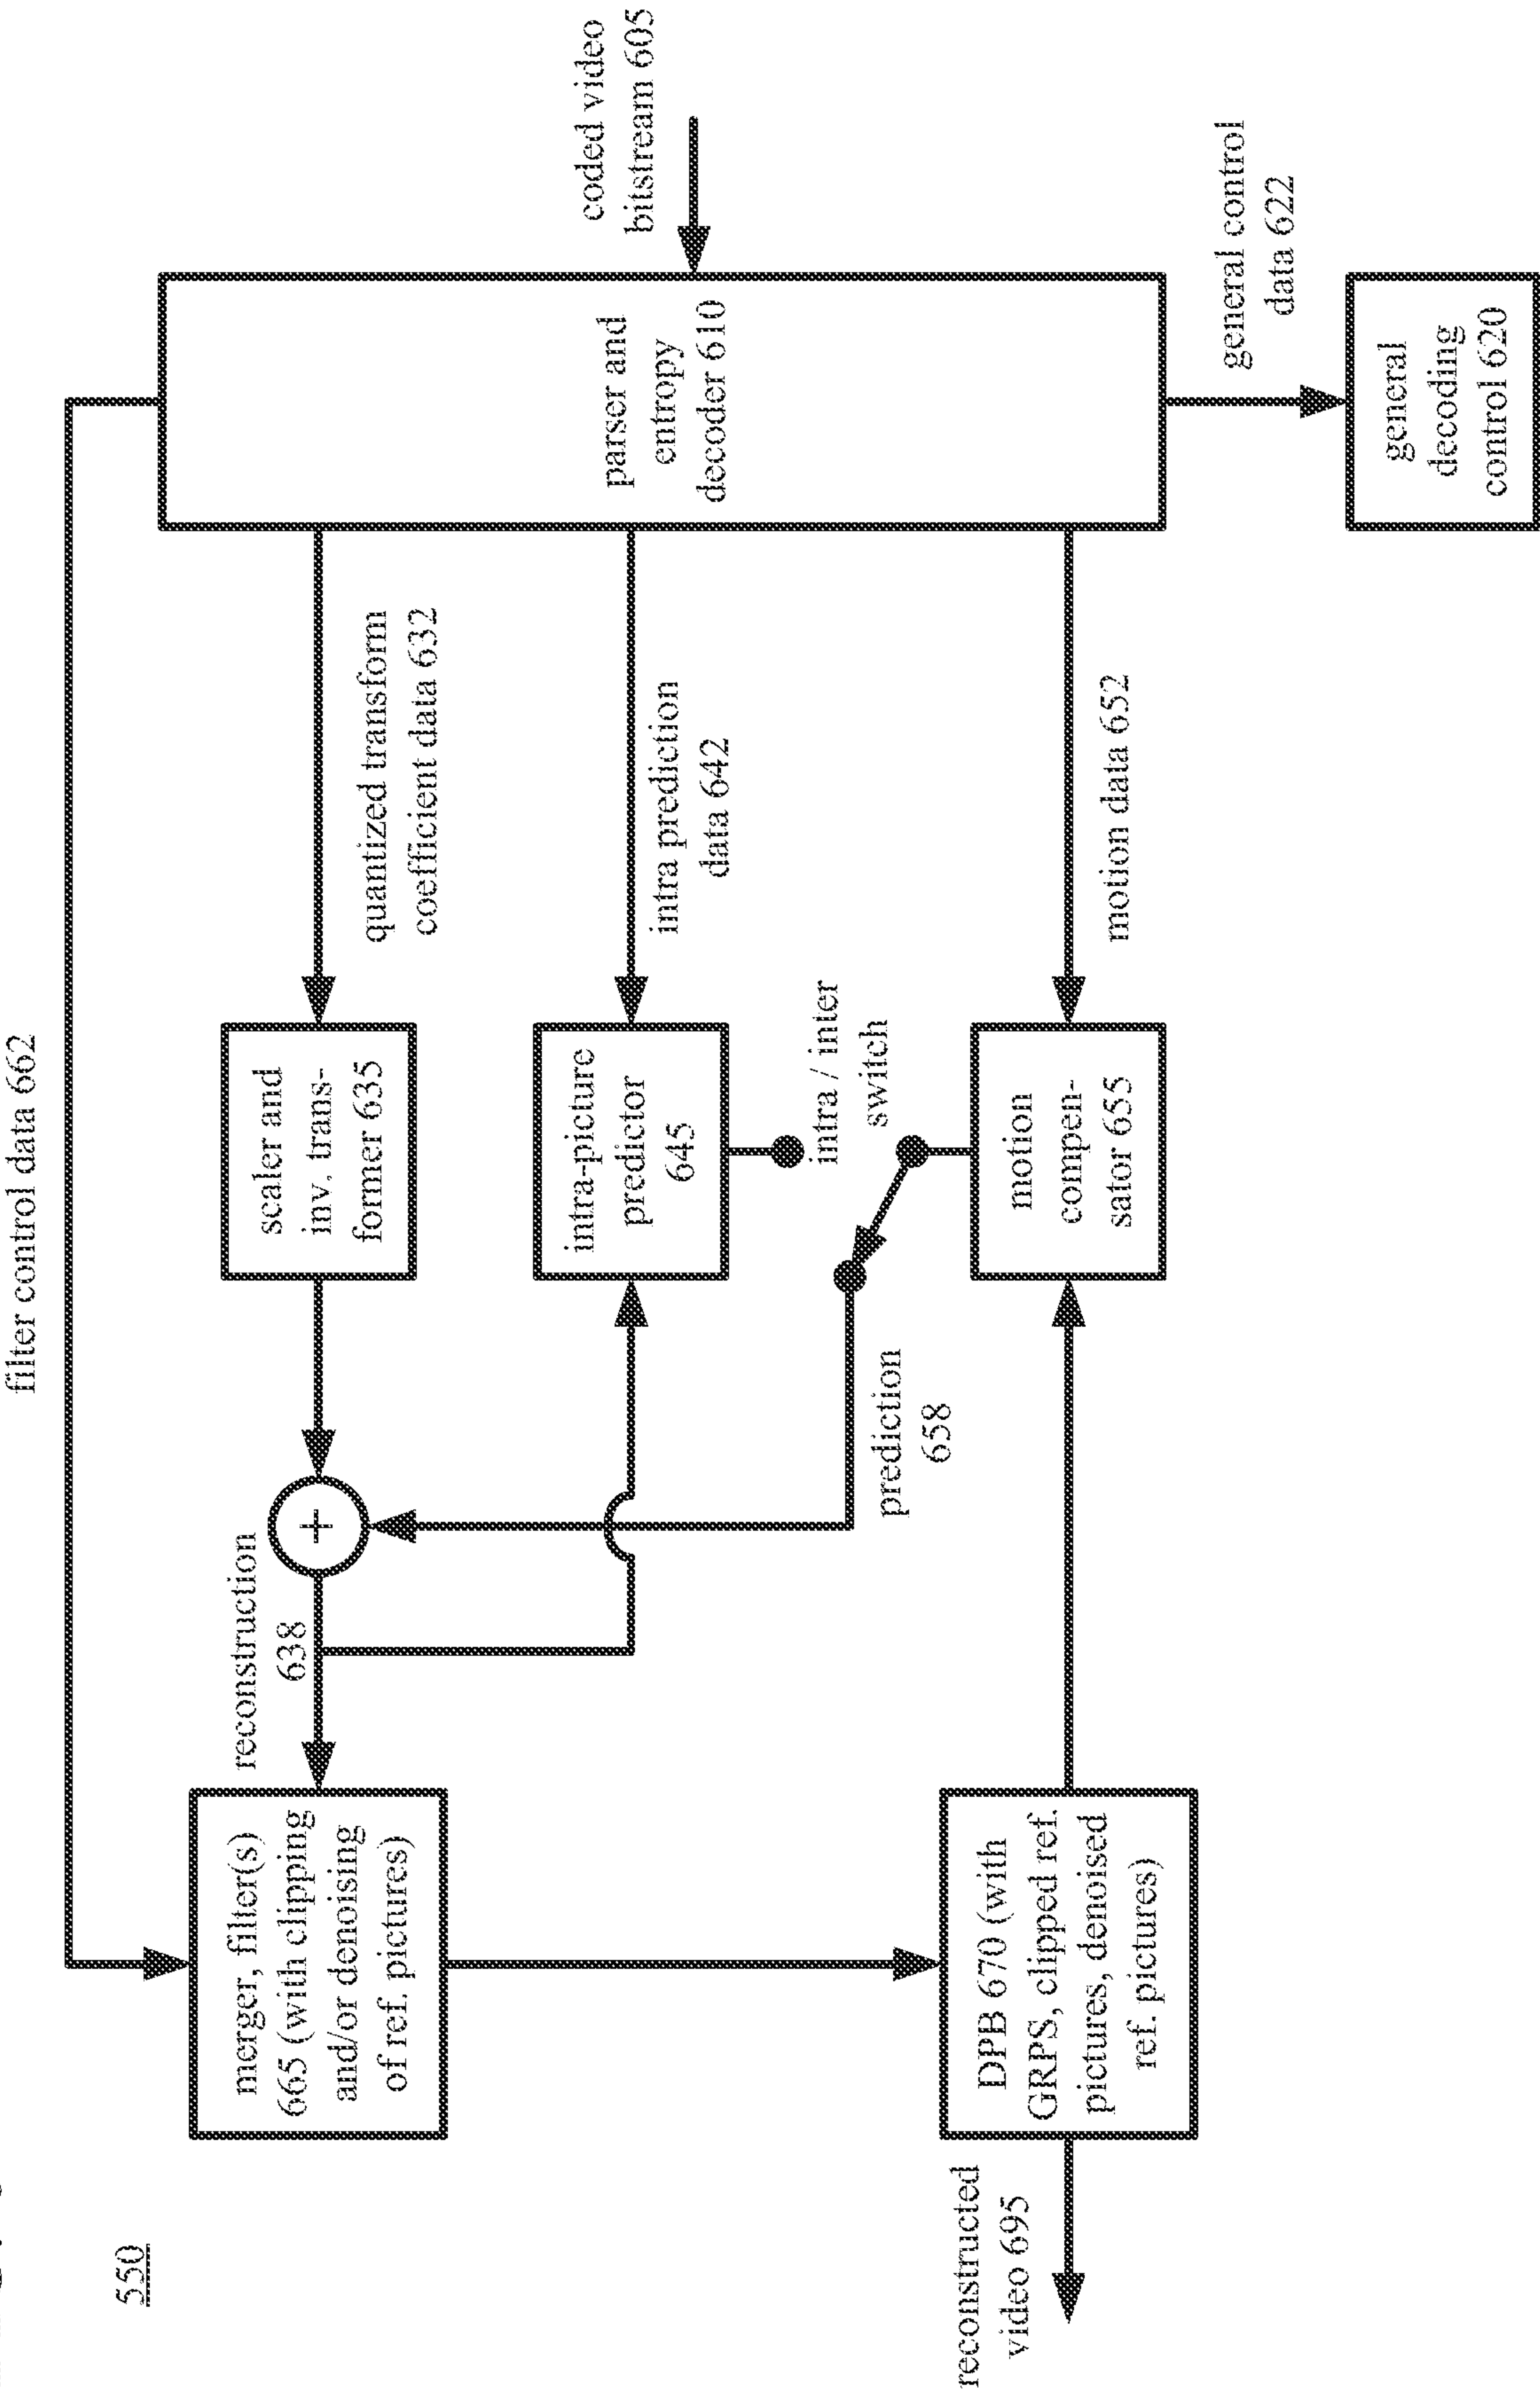 550
filter control data 662
merger, filter(s)
665 (with clipping
and/or denoising
of ref. pictures)
reconstruction
638
+
scaler and
inv. trans-
former 635
quantized transform
coefficient data 632
parser and
entropy
decoder 610
coded video
bitstream 605
intra-picture
predictor
645
intra prediction
data 642
intra / inter
switch
prediction
658
reconstructed
video 695
DPB 670 (with
GRPS, clipped ref.
pictures, denoised
ref. pictures)
motion
compen-
sator 655
motion data 652
general control
data 622
general
decoding
control 620